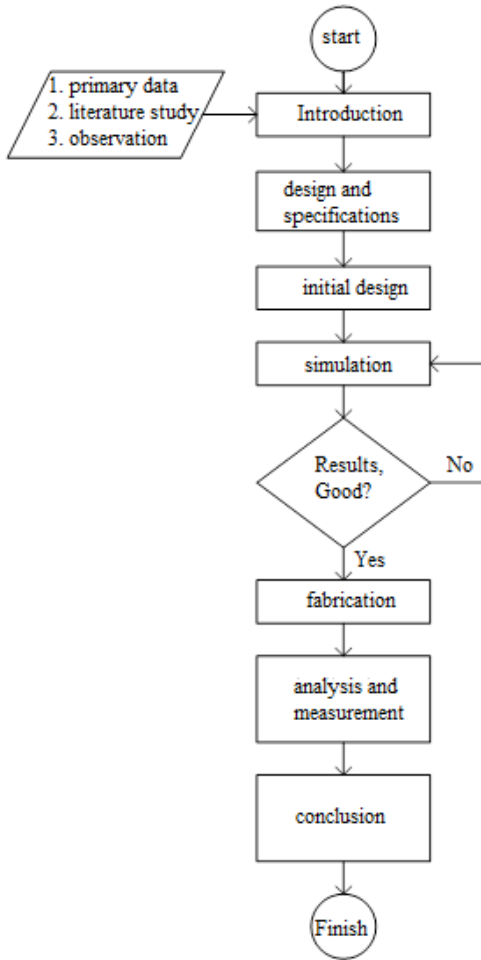 start
1. primary data
2. literature study
3. observation
Introduction
design and
specifications
initial design
simulation
Results,
Good?
No
Yes
fabrication
analysis and
measurement
conclusion
Finish